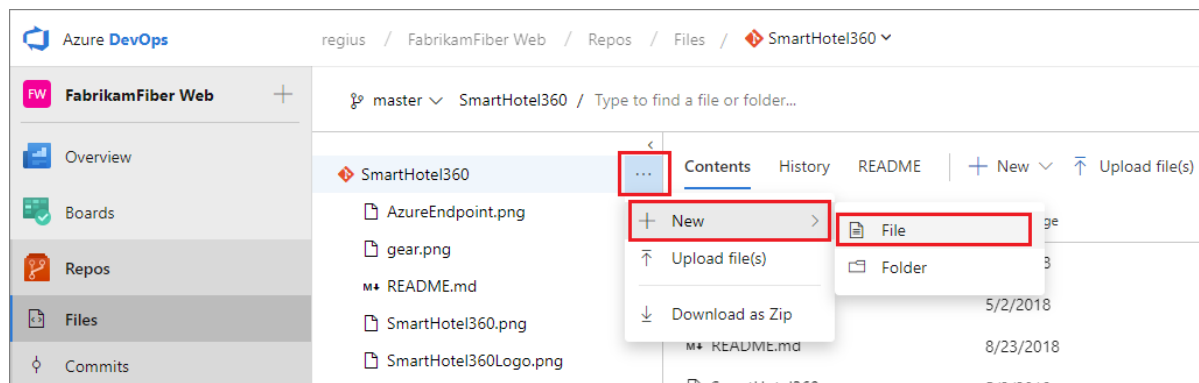 Azure DevOps
regius / FabrikamFiber Web / Repos / Files / SmartHotel360
FW FabrikamFiber Web
master SmartHotel360 / Type to find a file or folder...
Overview
Boards
Repos
Files
Commits
SmartHotel360 ...
AzureEndpoint.png
gear.png
M↓ README.md
SmartHotel360.png
SmartHotel360Logo.png
Contents History README + New Upload file(s)
New
Upload file(s)
Download as Zip
File
Folder
5/2/2018
M↓ README.md 8/23/2018